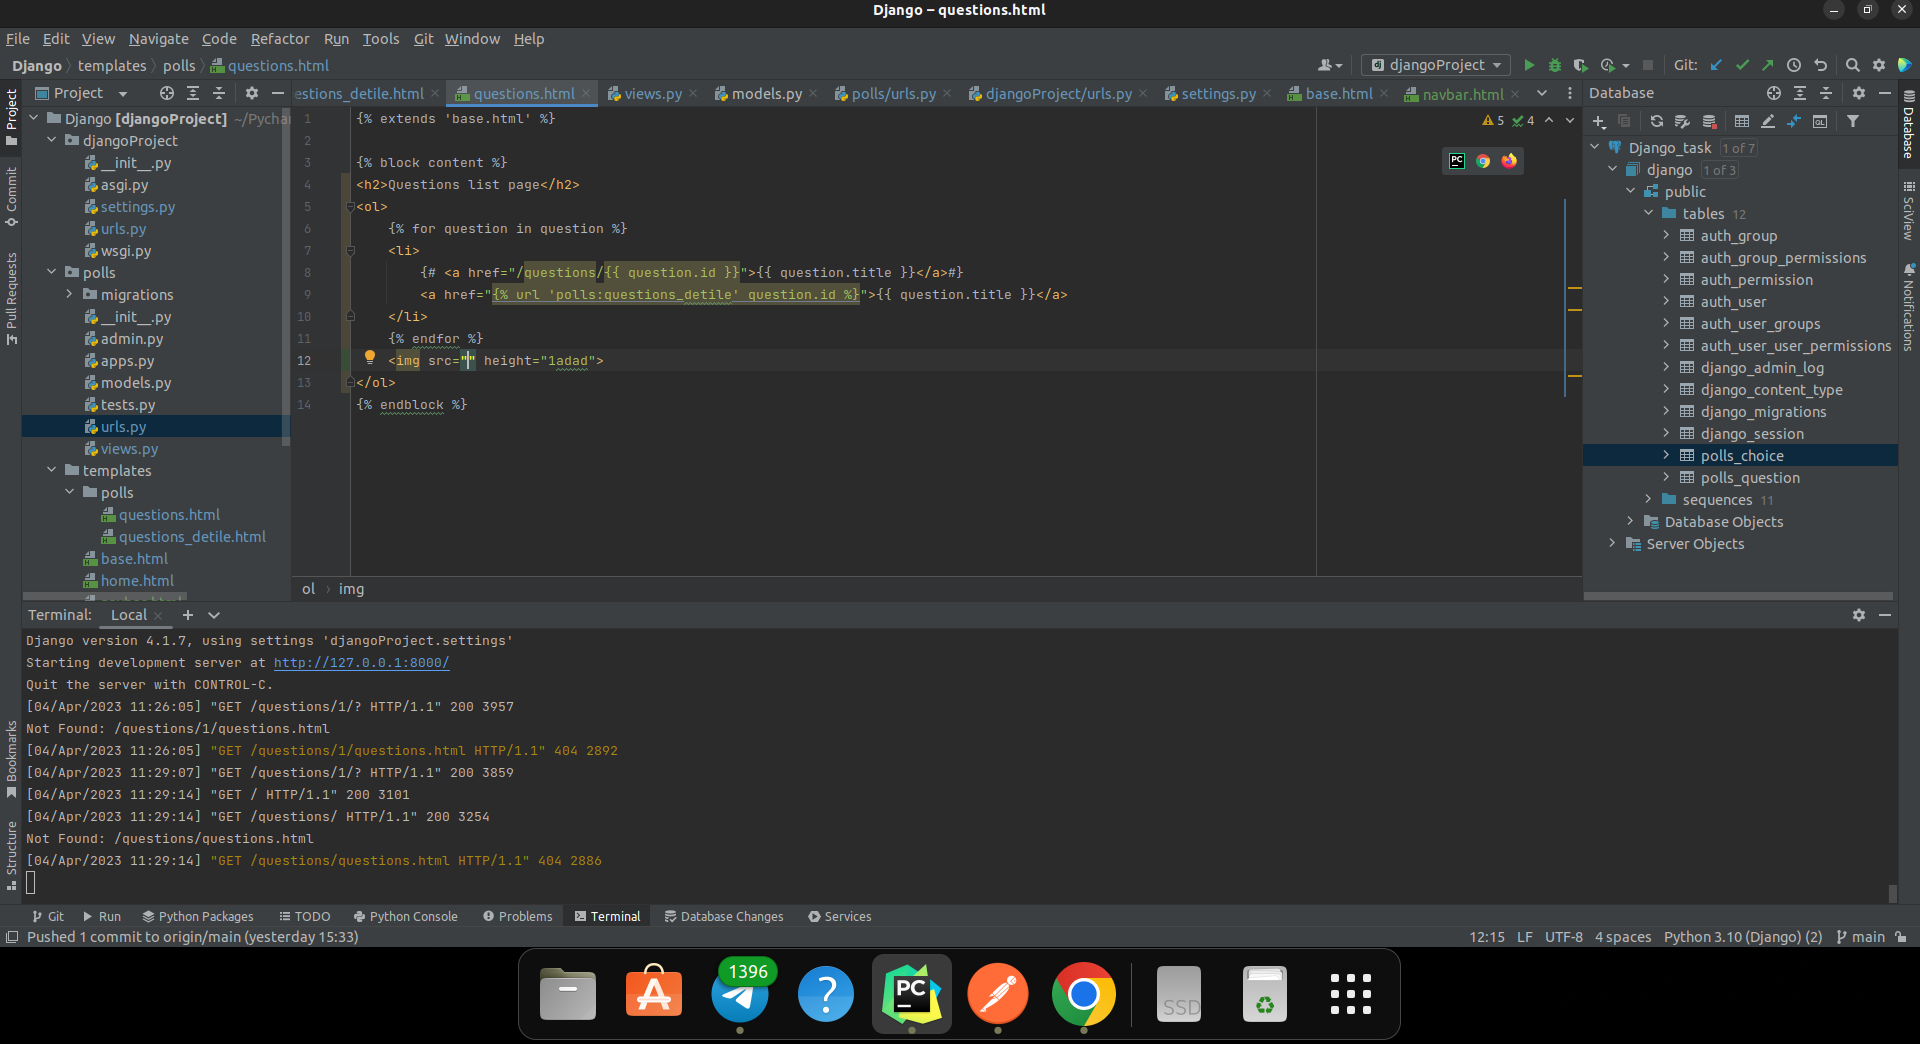 Django – questions.html
File Edit View Navigate Code Refactor Run Tools Git Window Help
Django templates polls questions.html
djangoProject Git:
Project
estions_detile.html questions.html views.py models.py polls/urls.py djangoProject/urls.py settings.py base.html navbar.html
Database
Project
Commit
Pull Requests
Bookmarks
Structure
Django [djangoProject] ~/Pychar
djangoProject
__init__.py
asgi.py
settings.py
urls.py
wsgi.py
polls
migrations
__init__.py
admin.py
apps.py
models.py
tests.py
urls.py
views.py
templates
polls
questions.html
questions_detile.html
base.html
home.html
1 {% extends 'base.html' %}
2
3 {% block content %}
4 <h2>Questions list page</h2>
5 <ol>
6 {% for question in question %}
7 <li>
8 {# <a href="/questions/{{ question.id }}">{{ question.title }}</a>#}
9 <a href="{% url 'polls:questions_detile' question.id %}">{{ question.title }}</a>
10 </li>
11 {% endfor %}
12 <img src="" height="1adad">
13 </ol>
14 {% endblock %}
5 4
PC
ol img
Django_task 1 of 7
django 1 of 3
public
tables 12
auth_group
auth_group_permissions
auth_permission
auth_user
auth_user_groups
auth_user_user_permissions
django_admin_log
django_content_type
django_migrations
django_session
polls_choice
polls_question
sequences 11
Database Objects
Server Objects
Database
SciView
Notifications
Terminal: Local
Django version 4.1.7, using settings 'djangoProject.settings'
Starting development server at http://127.0.0.1:8000/
Quit the server with CONTROL-C.
[04/Apr/2023 11:26:05] "GET /questions/1/? HTTP/1.1" 200 3957
Not Found: /questions/1/questions.html
[04/Apr/2023 11:26:05] "GET /questions/1/questions.html HTTP/1.1" 404 2892
[04/Apr/2023 11:29:07] "GET /questions/1/? HTTP/1.1" 200 3859
[04/Apr/2023 11:29:14] "GET / HTTP/1.1" 200 3101
[04/Apr/2023 11:29:14] "GET /questions/ HTTP/1.1" 200 3254
Not Found: /questions/questions.html
[04/Apr/2023 11:29:14] "GET /questions/questions.html HTTP/1.1" 404 2886
Git Run Python Packages TODO Python Console Problems Terminal Database Changes Services
Pushed 1 commit to origin/main (yesterday 15:33)
12:15 LF UTF-8 4 spaces Python 3.10 (Django) (2) main
1396
?
PC
SSD